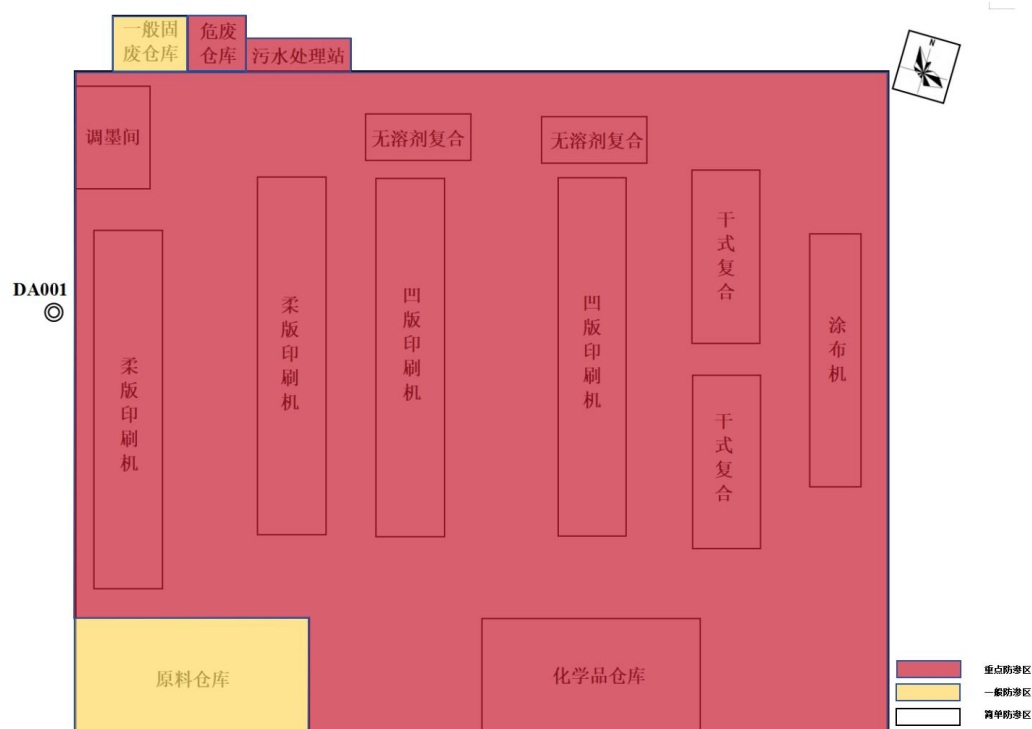 一般固
废仓库
危废
仓库
污水处理站
N
调墨间
无溶剂复合
无溶剂复合
DA001
柔版印刷机
柔版印刷机
凹版印刷机
凹版印刷机
干式复合
干式复合
涂布机
原料仓库
化学品仓库
重点防渗区
一般防渗区
简单防渗区